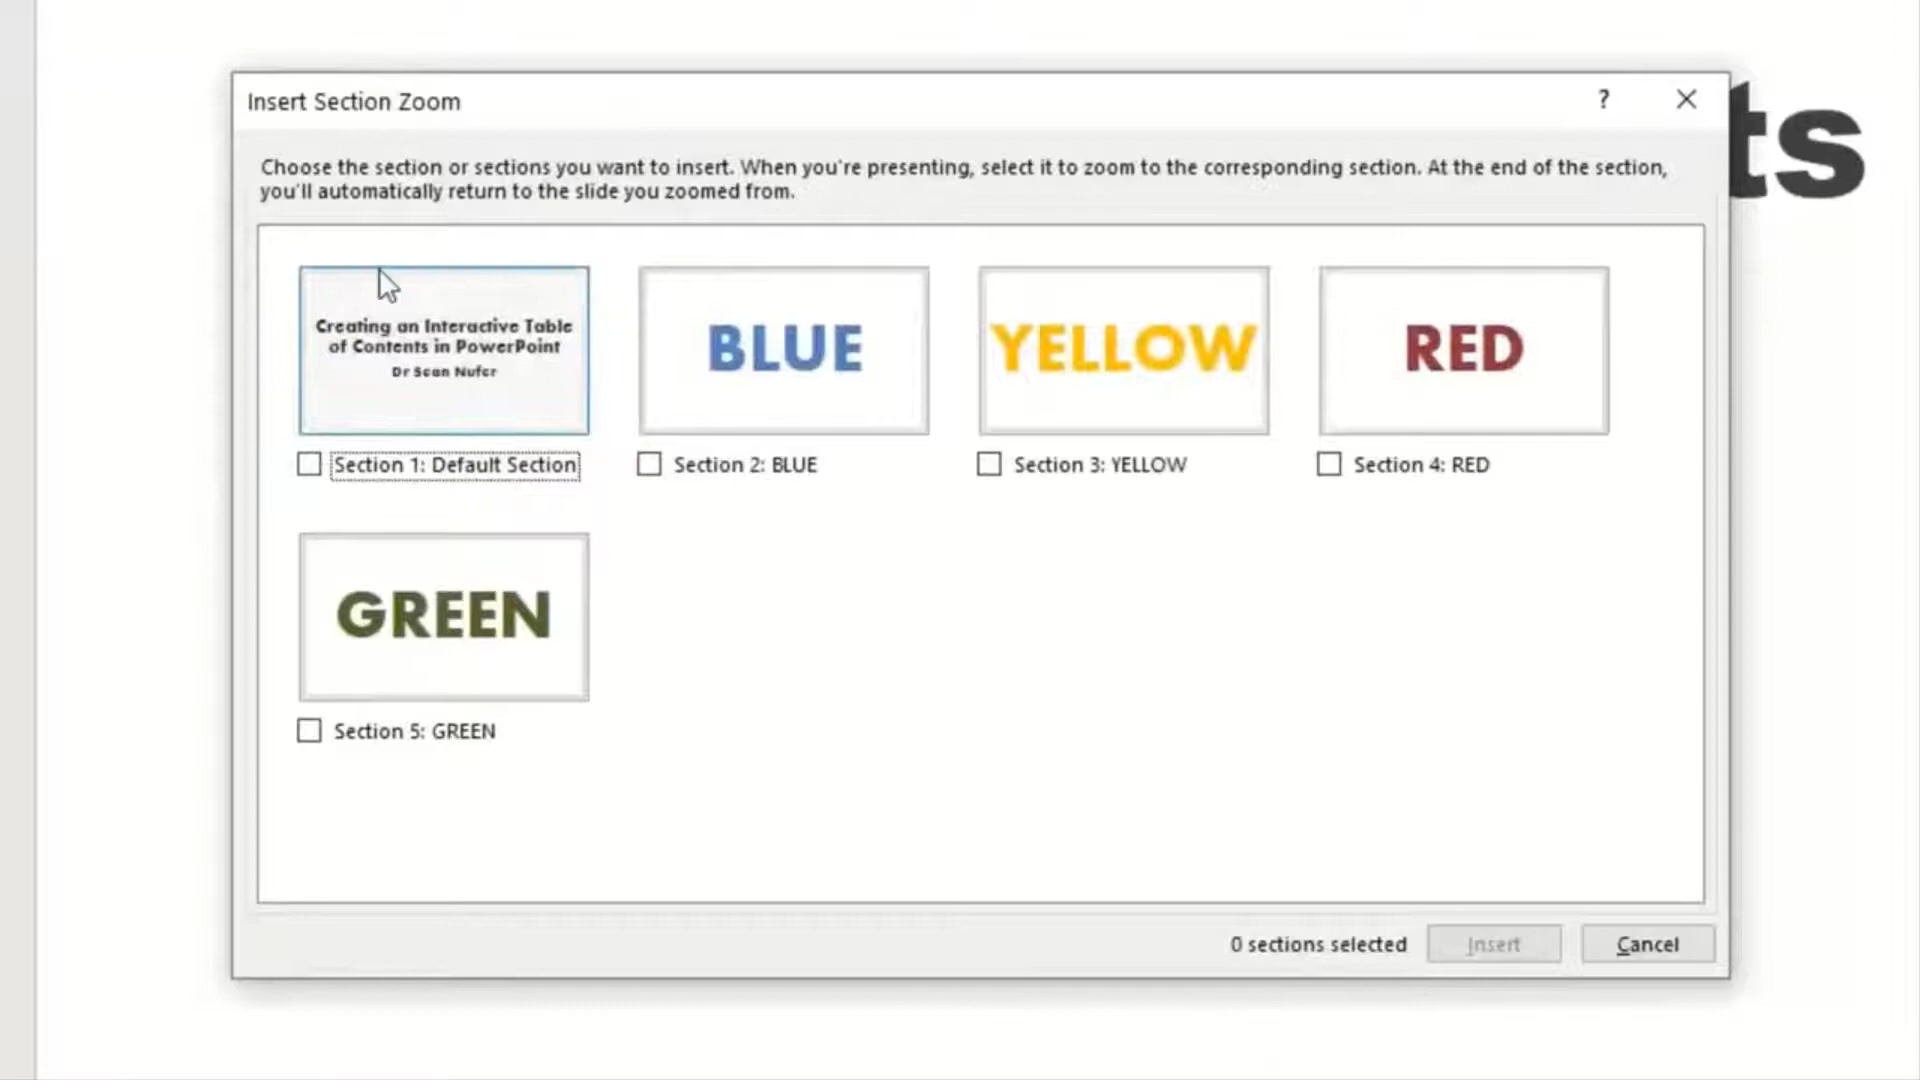 Insert Section Zoom
?
ts
Choose the section or sections you want to insert. When you're presenting, select it to zoom to the corresponding section. At the end of the section,
you'll automatically return to the slide you zoomed from.
Creating an Interactive Table
of Contents in PowerPoint
Dr Sean Nufer
BLUE
YELLOW
RED
Section 1: Default Section
Section 2: BLUE
Section 3: YELLOW
Section 4: RED
GREEN
Section 5: GREEN
0 sections selected
Insert
Cancel